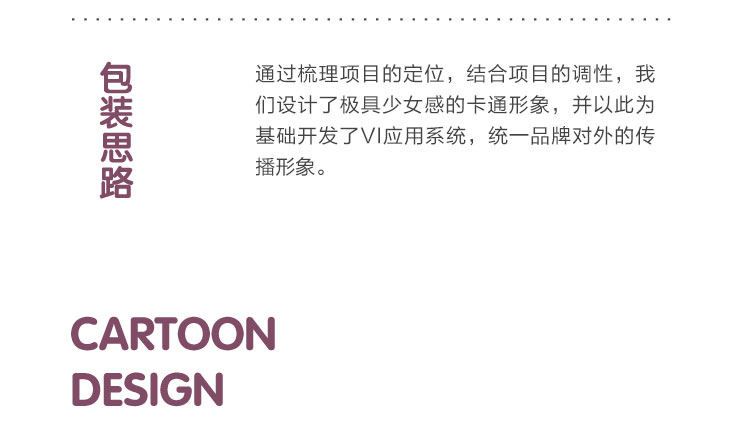 包装思路
通过梳理项目的定位，结合项目的调性，我
们设计了极具少女感的卡通形象，并以此为
基础开发了VI应用系统，统一品牌对外的传
播形象。
CARTOON
DESIGN